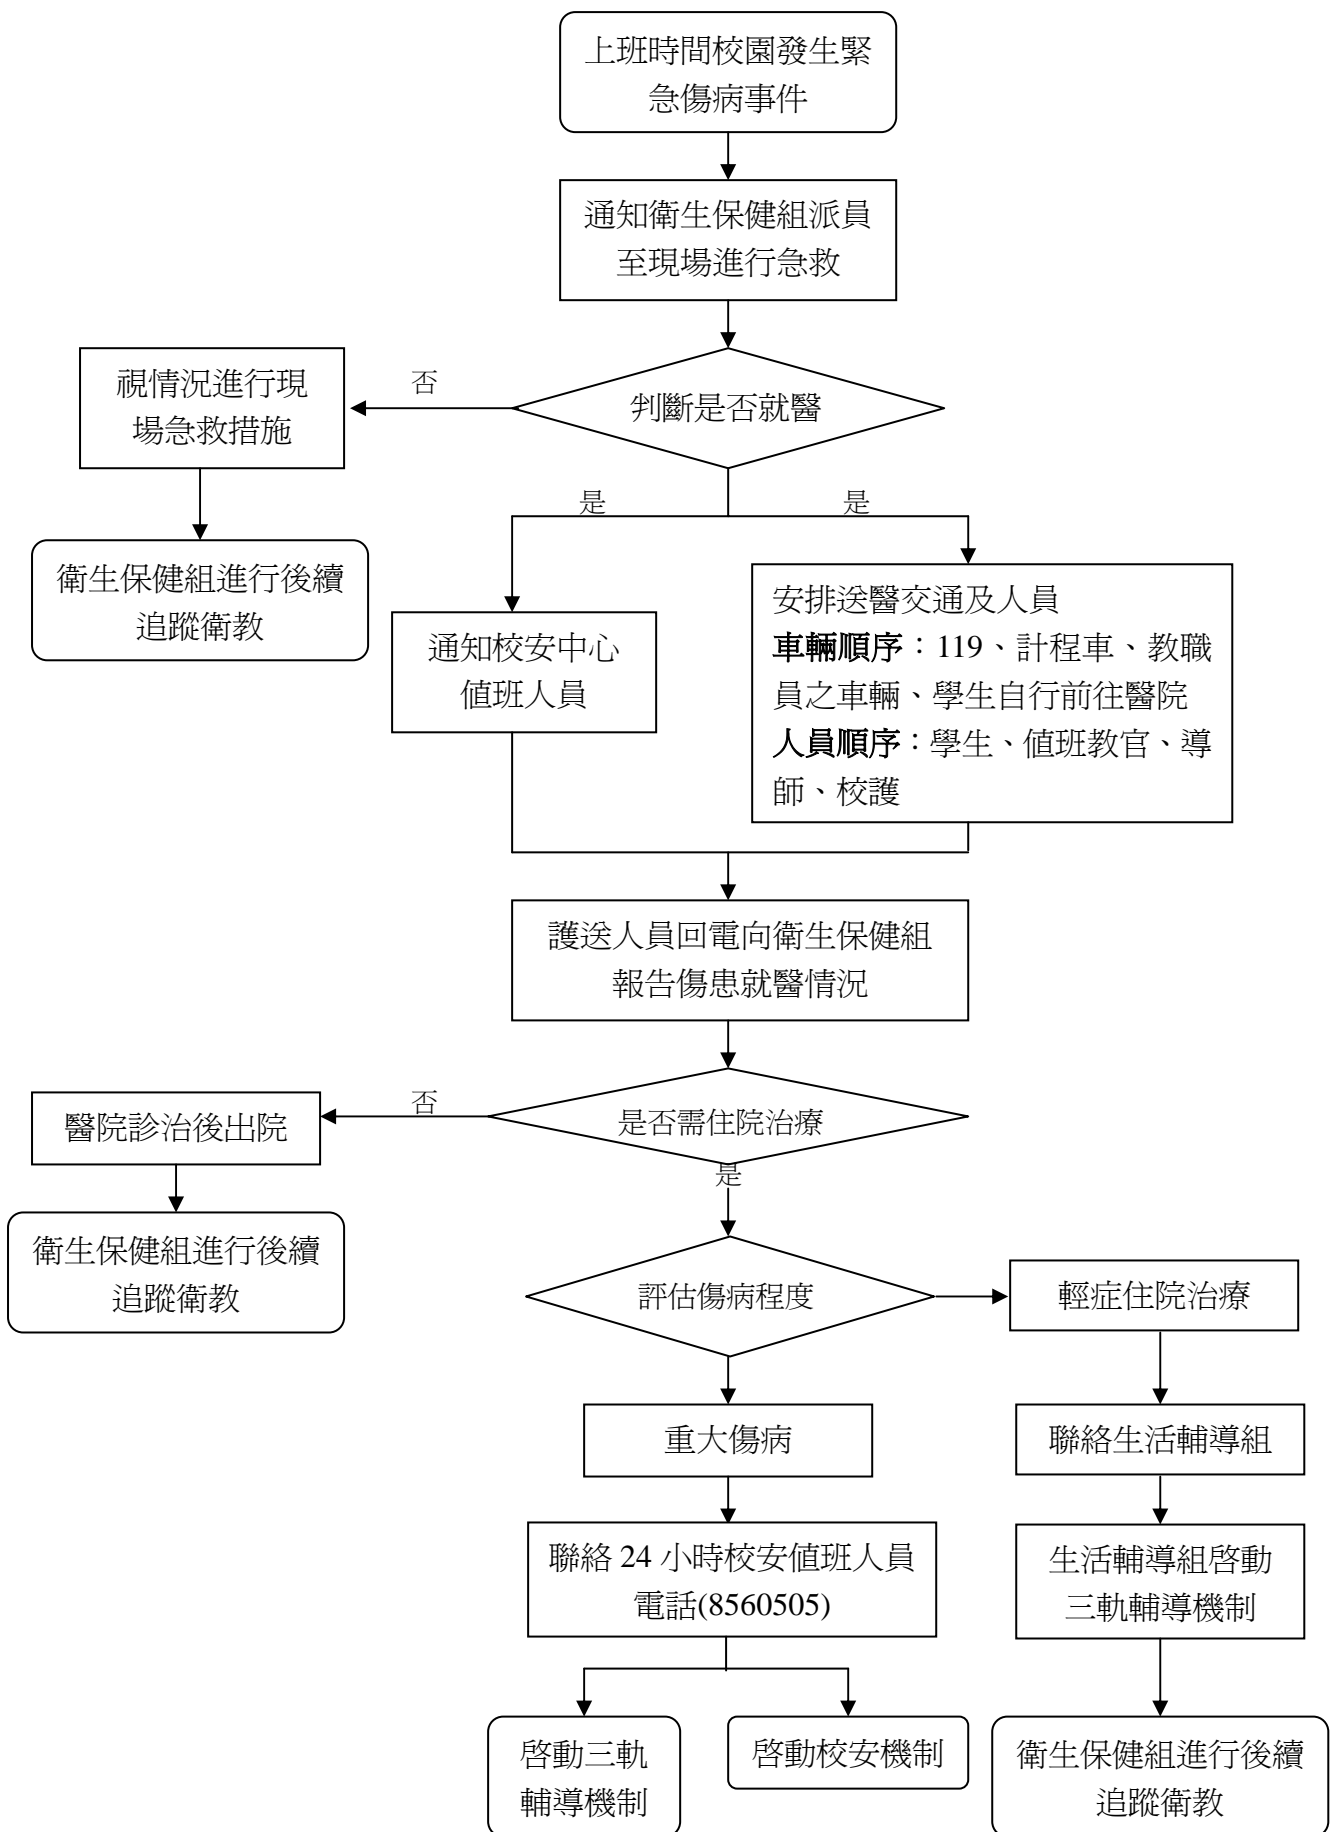 上班時間校園發生緊
急傷病事件
通知衛生保健組派員
至現場進行急救
判斷是否就醫
否
視情況進行現
場急救措施
衛生保健組進行後續
追蹤衛教
是
是
通知校安中心
值班人員
安排送醫交通及人員
車輛順序：119、計程車、教職
員之車輛、學生自行前往醫院
人員順序：學生、值班教官、導
師、校護
護送人員回電向衛生保健組
報告傷患就醫情況
是否需住院治療
否
醫院診治後出院
衛生保健組進行後續
追蹤衛教
是
評估傷病程度
輕症住院治療
重大傷病
聯絡生活輔導組
聯絡 24 小時校安值班人員
電話(8560505)
生活輔導組啓動
三軌輔導機制
啓動三軌
輔導機制
啓動校安機制
衛生保健組進行後續
追蹤衛教